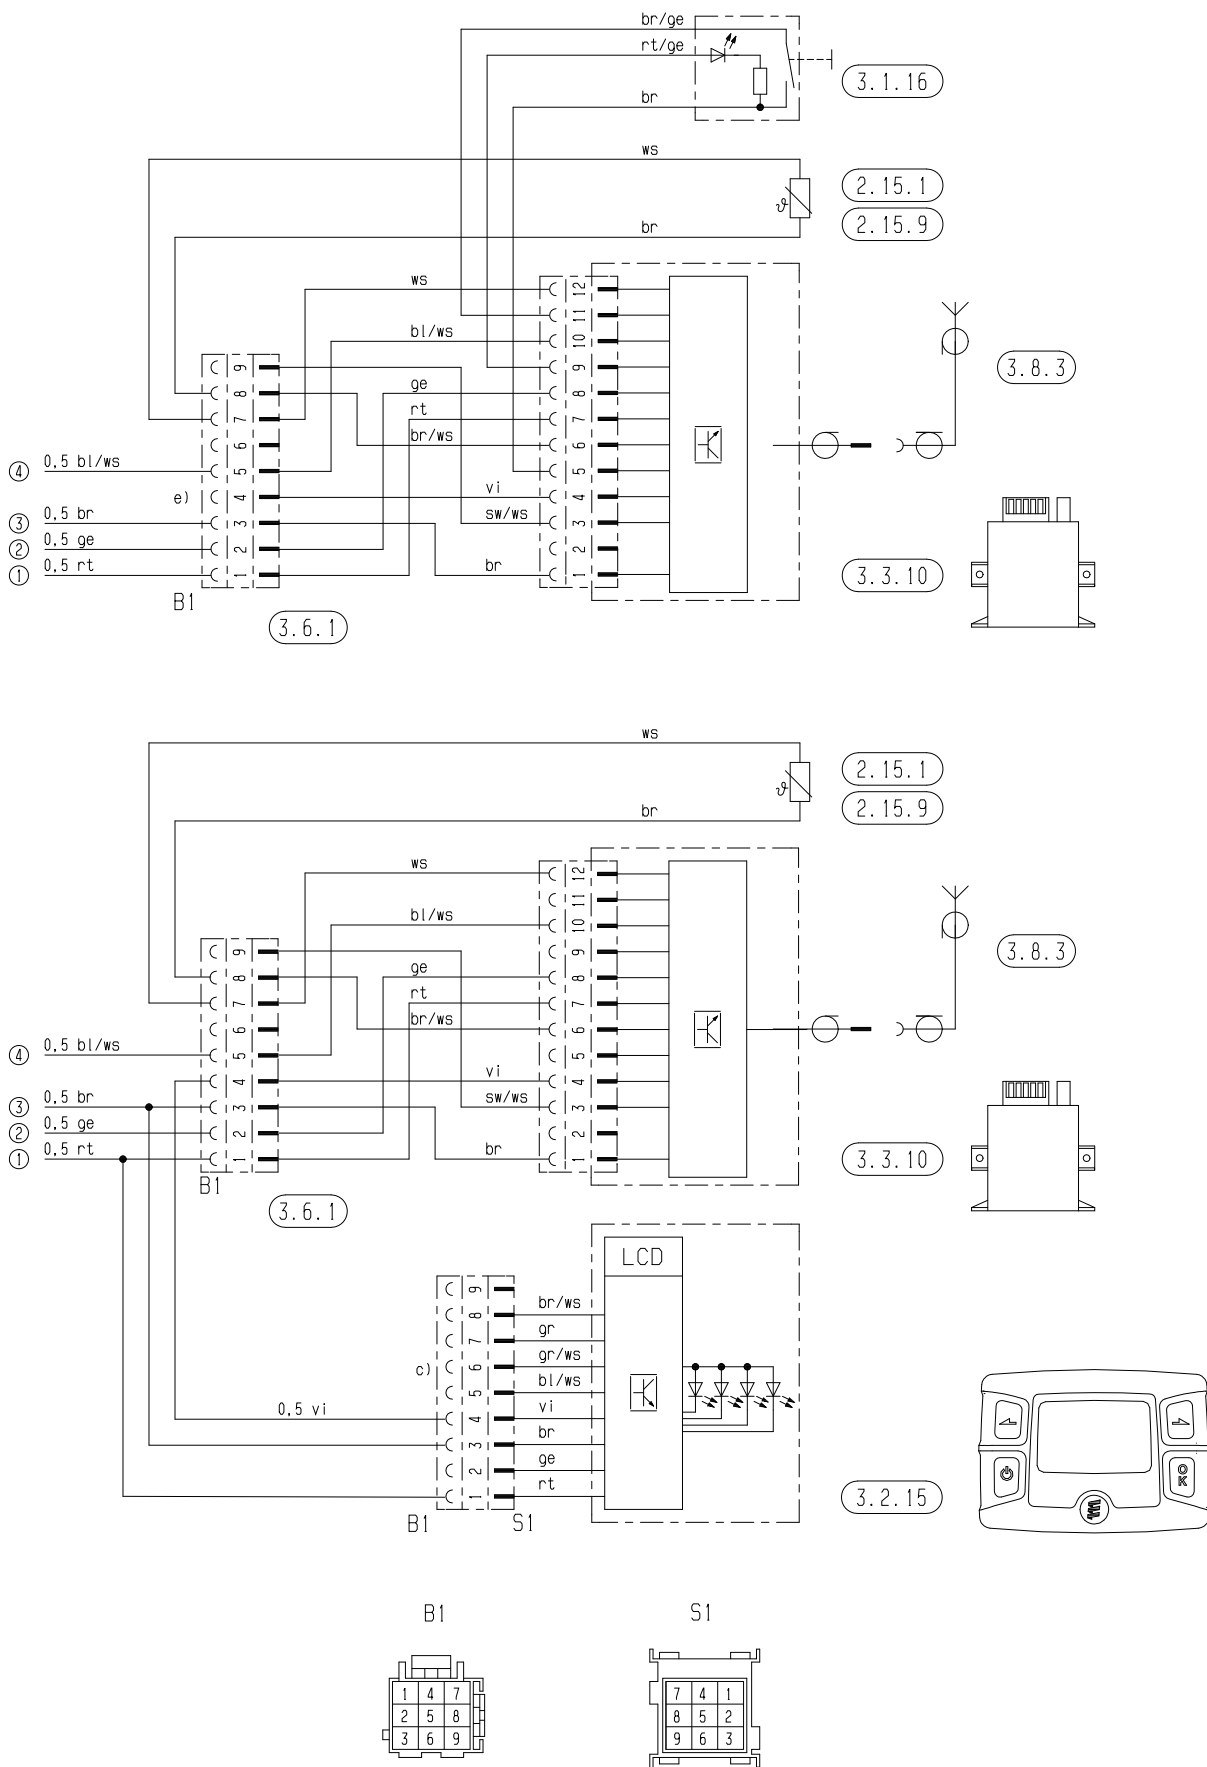 br/ge
rt/ge
3.1.16
br
ws
2.15.1
ϑ
2.15.9
br
ws
12
11
bl/ws
10
9
9
3.8.3
ge
8
8
rt
7
7
br/ws
6
6
④ 0,5 bl/ws
5
5
e)
4
vi
4
③ 0,5 br
3
sw/ws
3
② 0,5 ge
2
2
① 0,5 rt
1
br
1
3.3.10
B1
3.6.1
ws
2.15.1
ϑ
2.15.9
br
ws
12
11
bl/ws
10
9
9
3.8.3
ge
8
8
rt
7
7
br/ws
6
6
④ 0,5 bl/ws
5
5
4
vi
4
③ 0,5 br
3
sw/ws
3
② 0,5 ge
2
2
① 0,5 rt
1
br
1
3.3.10
B1
3.6.1
LCD
9
8
br/ws
7
gr
c)
6
gr/ws
5
bl/ws
0,5 vi
4
vi
3
br
2
ge
1
rt
OK
3.2.15
B1
S1
B1
S1
1 4 7
2 5 8
3 6 9
7 4 1
8 5 2
9 6 3